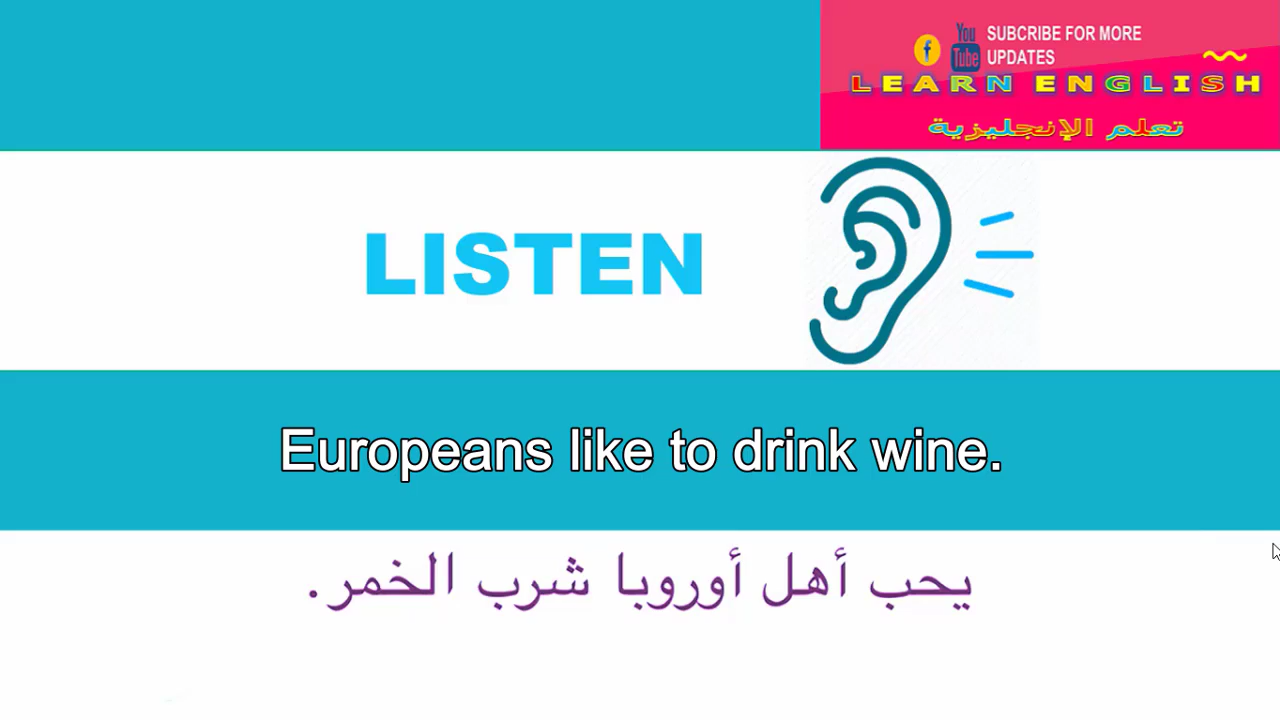 You
Tube
SUBCRIBE FOR MORE
UPDATES
LEARN ENGLISH
تعلم الإنجليزية
LISTEN
Europeans like to drink wine.
يحب أهل أوروبا شرب الخمر.